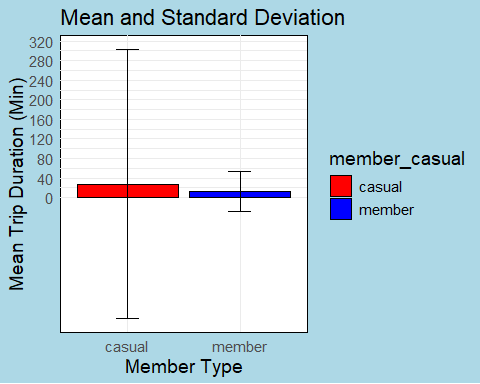 Mean and Standard Deviation
320
280
240
200
160
120
80
40
0
Mean Trip Duration (Min)
casual
member
Member Type
member_casual
casual
member